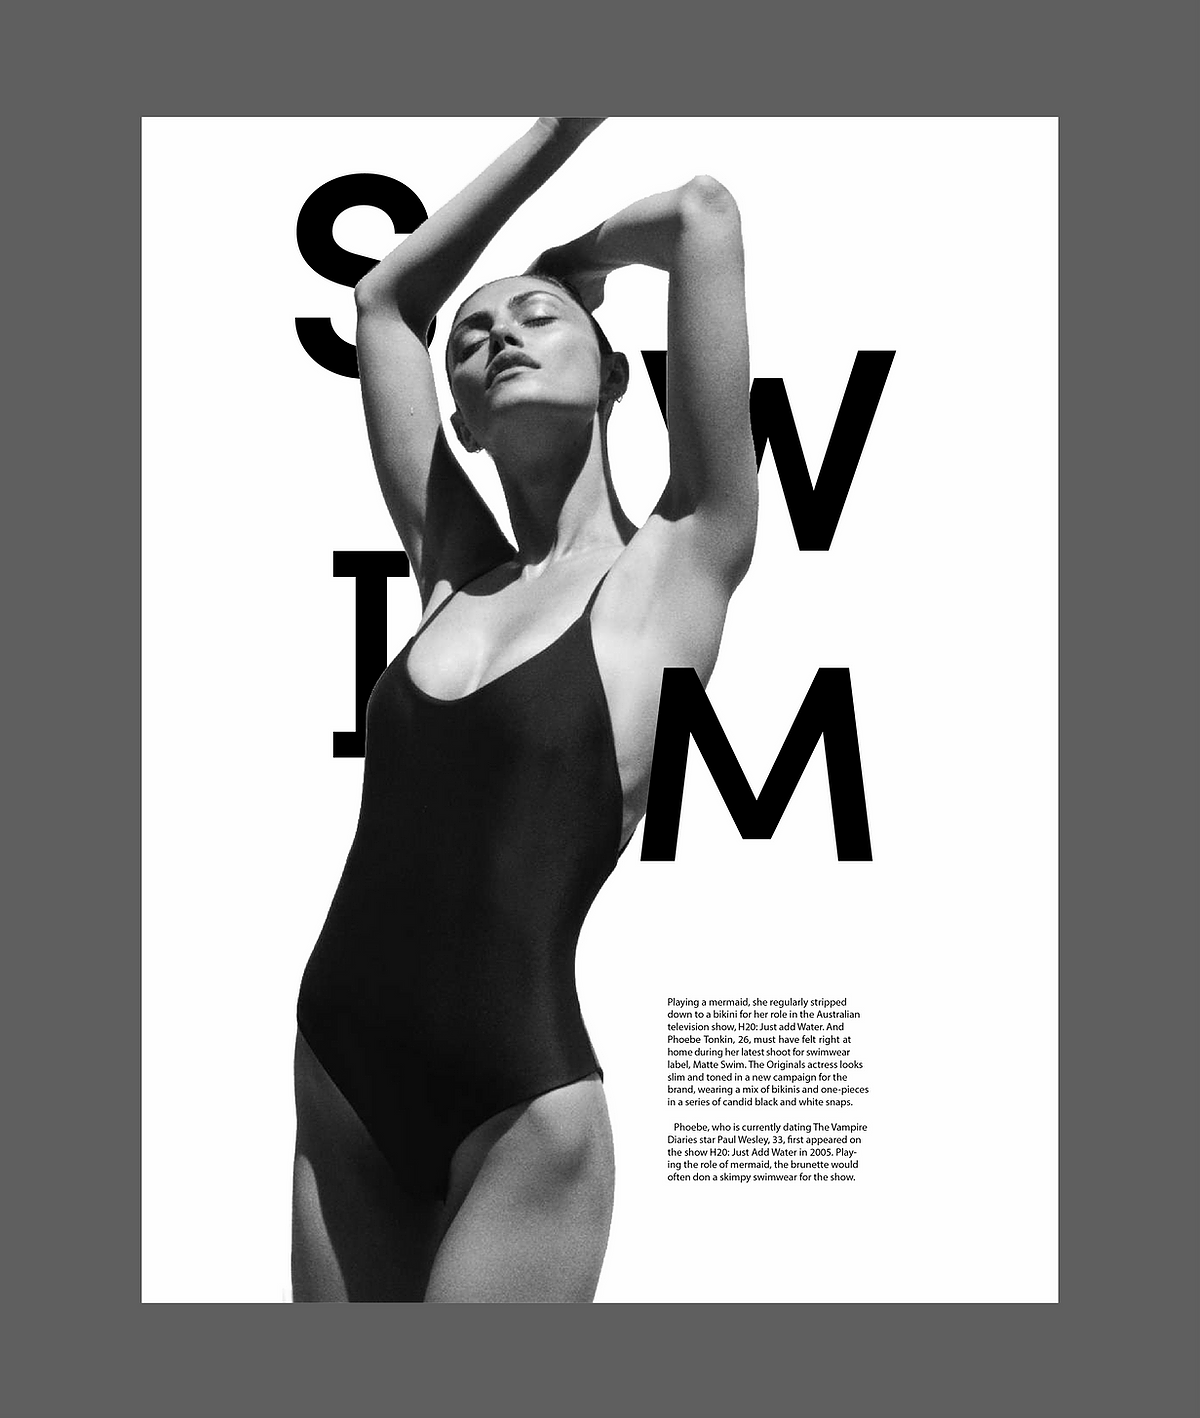 S
W
I
M
Playing a mermaid, she regularly stripped
down to a bikini for her role in the Australian
television show, H20: Just add Water. And
Phoebe Tonkin, 26, must have felt right at
home during her latest shoot for swimwear
label, Matte Swim. The Originals actress looks
slim and toned in a new campaign for the
brand, wearing a mix of bikinis and one-pieces
in a series of candid black and white snaps.
Phoebe, who is currently dating The Vampire
Diaries star Paul Wesley, 33, first appeared on
the show H20: Just Add Water in 2005. Play-
ing the role of mermaid, the brunette would
often don a skimpy swimwear for the show.